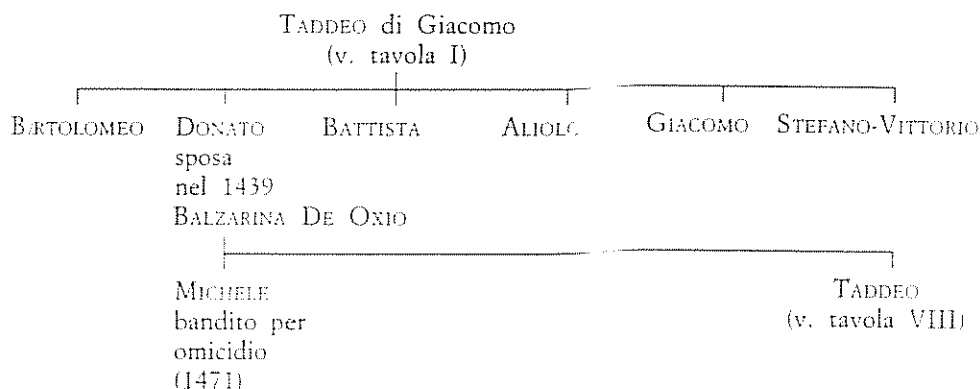 TADDEO di Giacomo
(v. tavola I)
BARTOLOMEO DONATO BATTISTA ALIOLO GIACOMO STEFANO-VITTORIO
sposa
nel 1439
BALZARINA DE OXIO
MICHELE TADDEO
bandito per (v. tavola VIII)
omicidio
(1471)